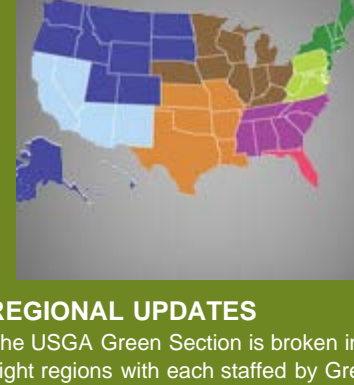 REGIONAL UPDATES
he USGA Green Section is broken in
ight regions with each staffed by Gre